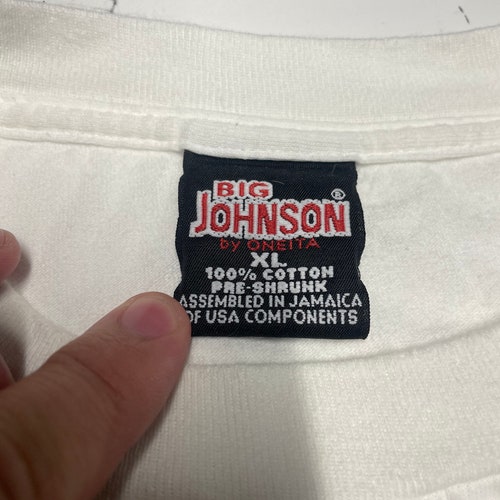 BIG
JOHNSON ®
by ONEITA
XL
100% COTTON
PRE-SHRUNK
ASSEMBLED IN JAMAICA
OF USA COMPONENTS